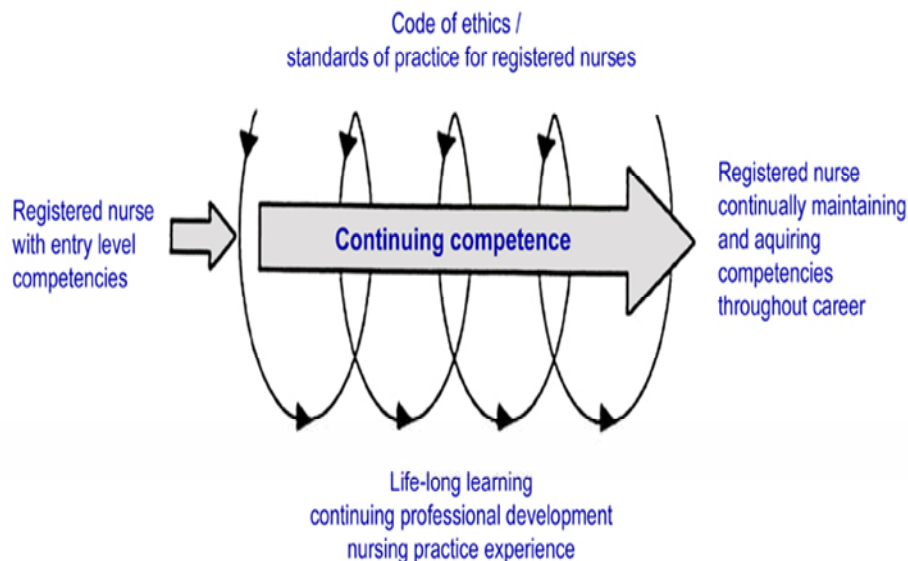 Code of ethics /
standards of practice for registered nurses
Registered nurse
with entry level
competencies
Continuing competence
Registered nurse
continually maintaining
and aquiring
competencies
throughout career
Life-long learning
continuing professional development
nursing practice experience